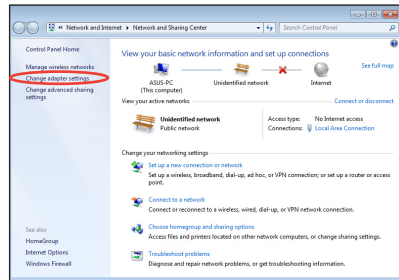 « Network and Internet ▸ Network and Sharing Center
Search Control Panel
Control Panel Home
Manage wireless networks
Change adapter settings
Change advanced sharing
settings
View your basic network information and set up connections
See full map
ASUS-PC
(This computer)
Unidentified network
Internet
View your active networks
Connect or disconnect
Unidentified network
Public network
Access type: No Internet access
Connections: Local Area Connection
Change your networking settings
Set up a new connection or network
Set up a wireless, broadband, dial-up, ad hoc, or VPN connection; or set up a router or access
point.
Connect to a network
Connect or reconnect to a wireless, wired, dial-up, or VPN network connection.
Choose homegroup and sharing options
Access files and printers located on other network computers, or change sharing settings.
Troubleshoot problems
Diagnose and repair network problems, or get troubleshooting information.
See also
HomeGroup
Internet Options
Windows Firewall